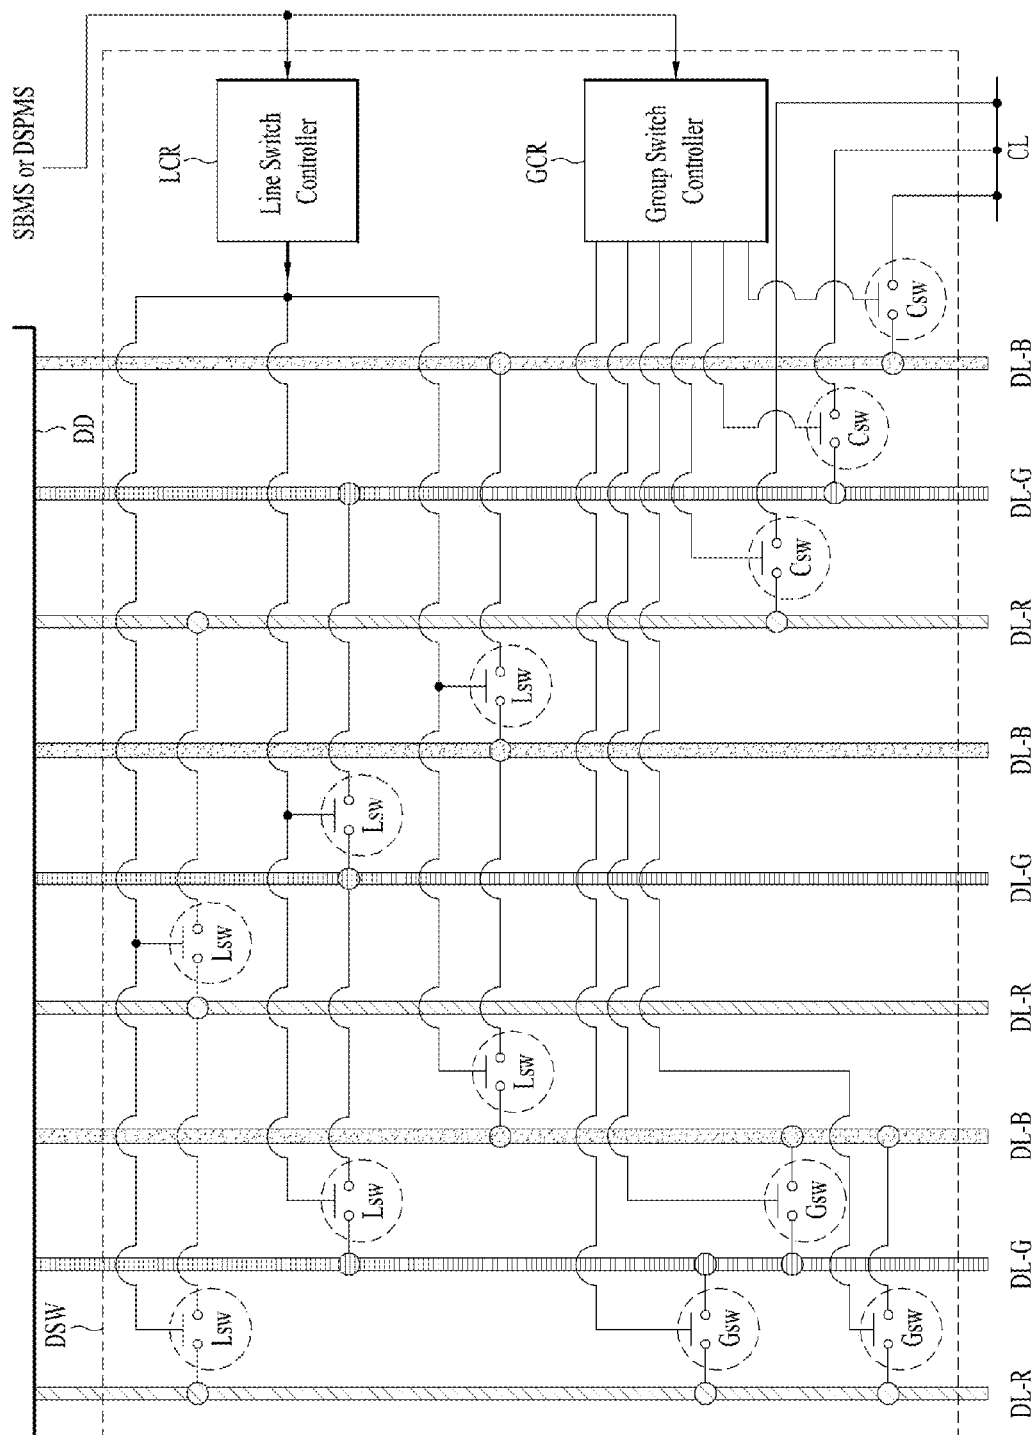 SBMS or DSPMS
LCR
Line Switch
Controller
GCR
Group Switch
Controller
CL
DD
DSW
Lsw
Lsw
Lsw
Lsw
Lsw
Lsw
Gsw
Gsw
Gsw
Csw
Csw
Csw
DL-R
DL-G
DL-B
DL-R
DL-G
DL-B
DL-R
DL-G
DL-B